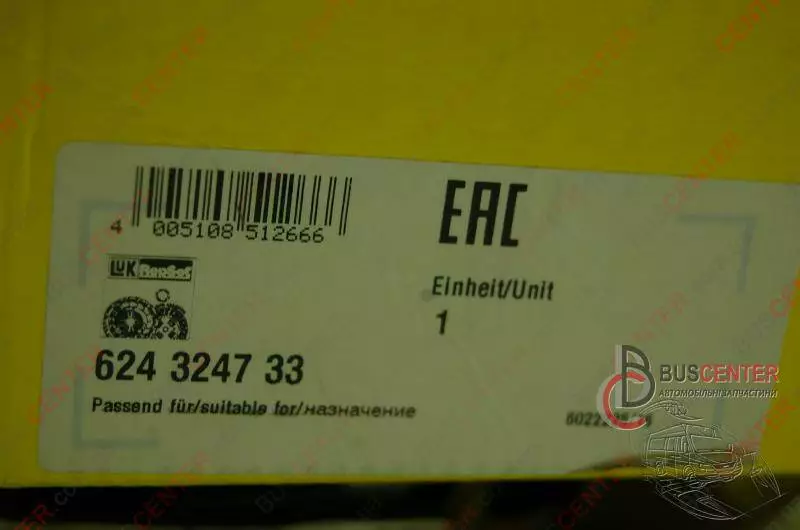 4 005108 512666
EAC
LUK RepSet
Einheit/Unit
1
624 3247 33
Passend für/suitable for/назначение
BUSCENTER
АВТОМОБІЛЬНІ ЗАПЧАСТИНИ